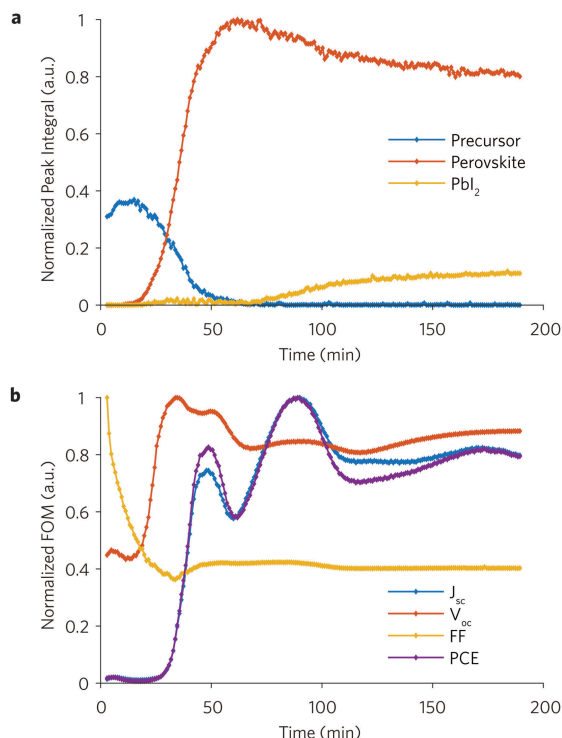 a
Normalized Peak Integral (a.u.)
1
0.8
0.6
0.4
0.2
0
Precursor
Perovskite
PbI₂
0 50 100 150 200
Time (min)
b
Normalized FOM (a.u.)
1
0.8
0.6
0.4
0.2
0
J_sc
V_oc
FF
PCE
0 50 100 150 200
Time (min)